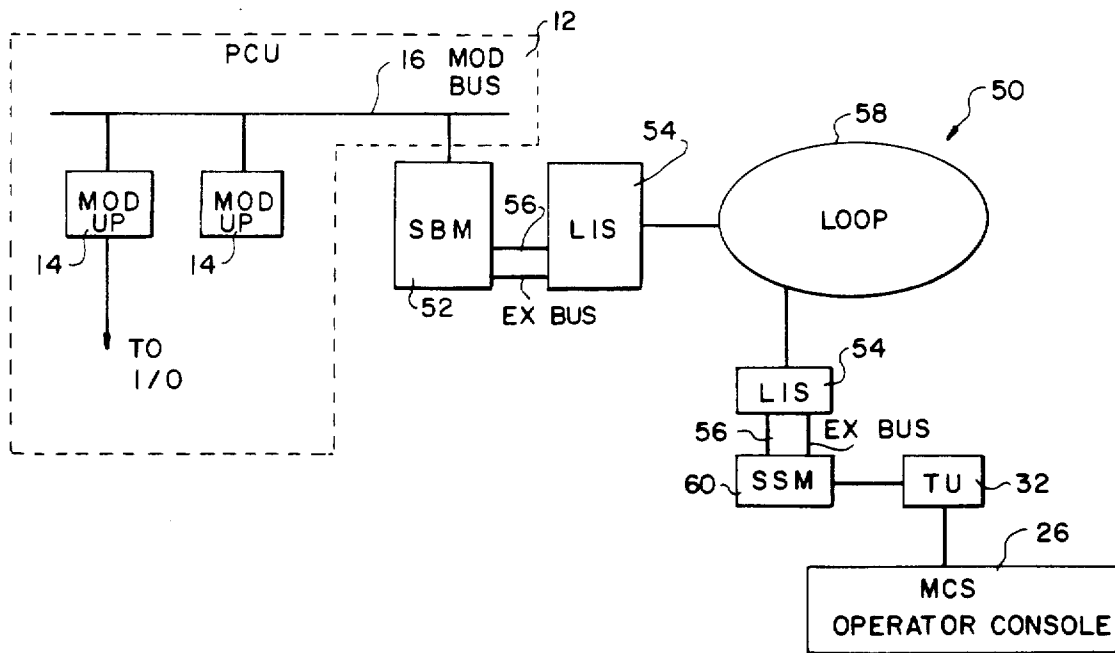 12
PCU
16 MOD
BUS
50
58
54
MOD
UP
MOD
UP
SBM
56
LIS
LOOP
14
14
52
EX BUS
TO
I/O
54
LIS
56
EX BUS
60
SSM
TU
32
26
MCS
OPERATOR CONSOLE